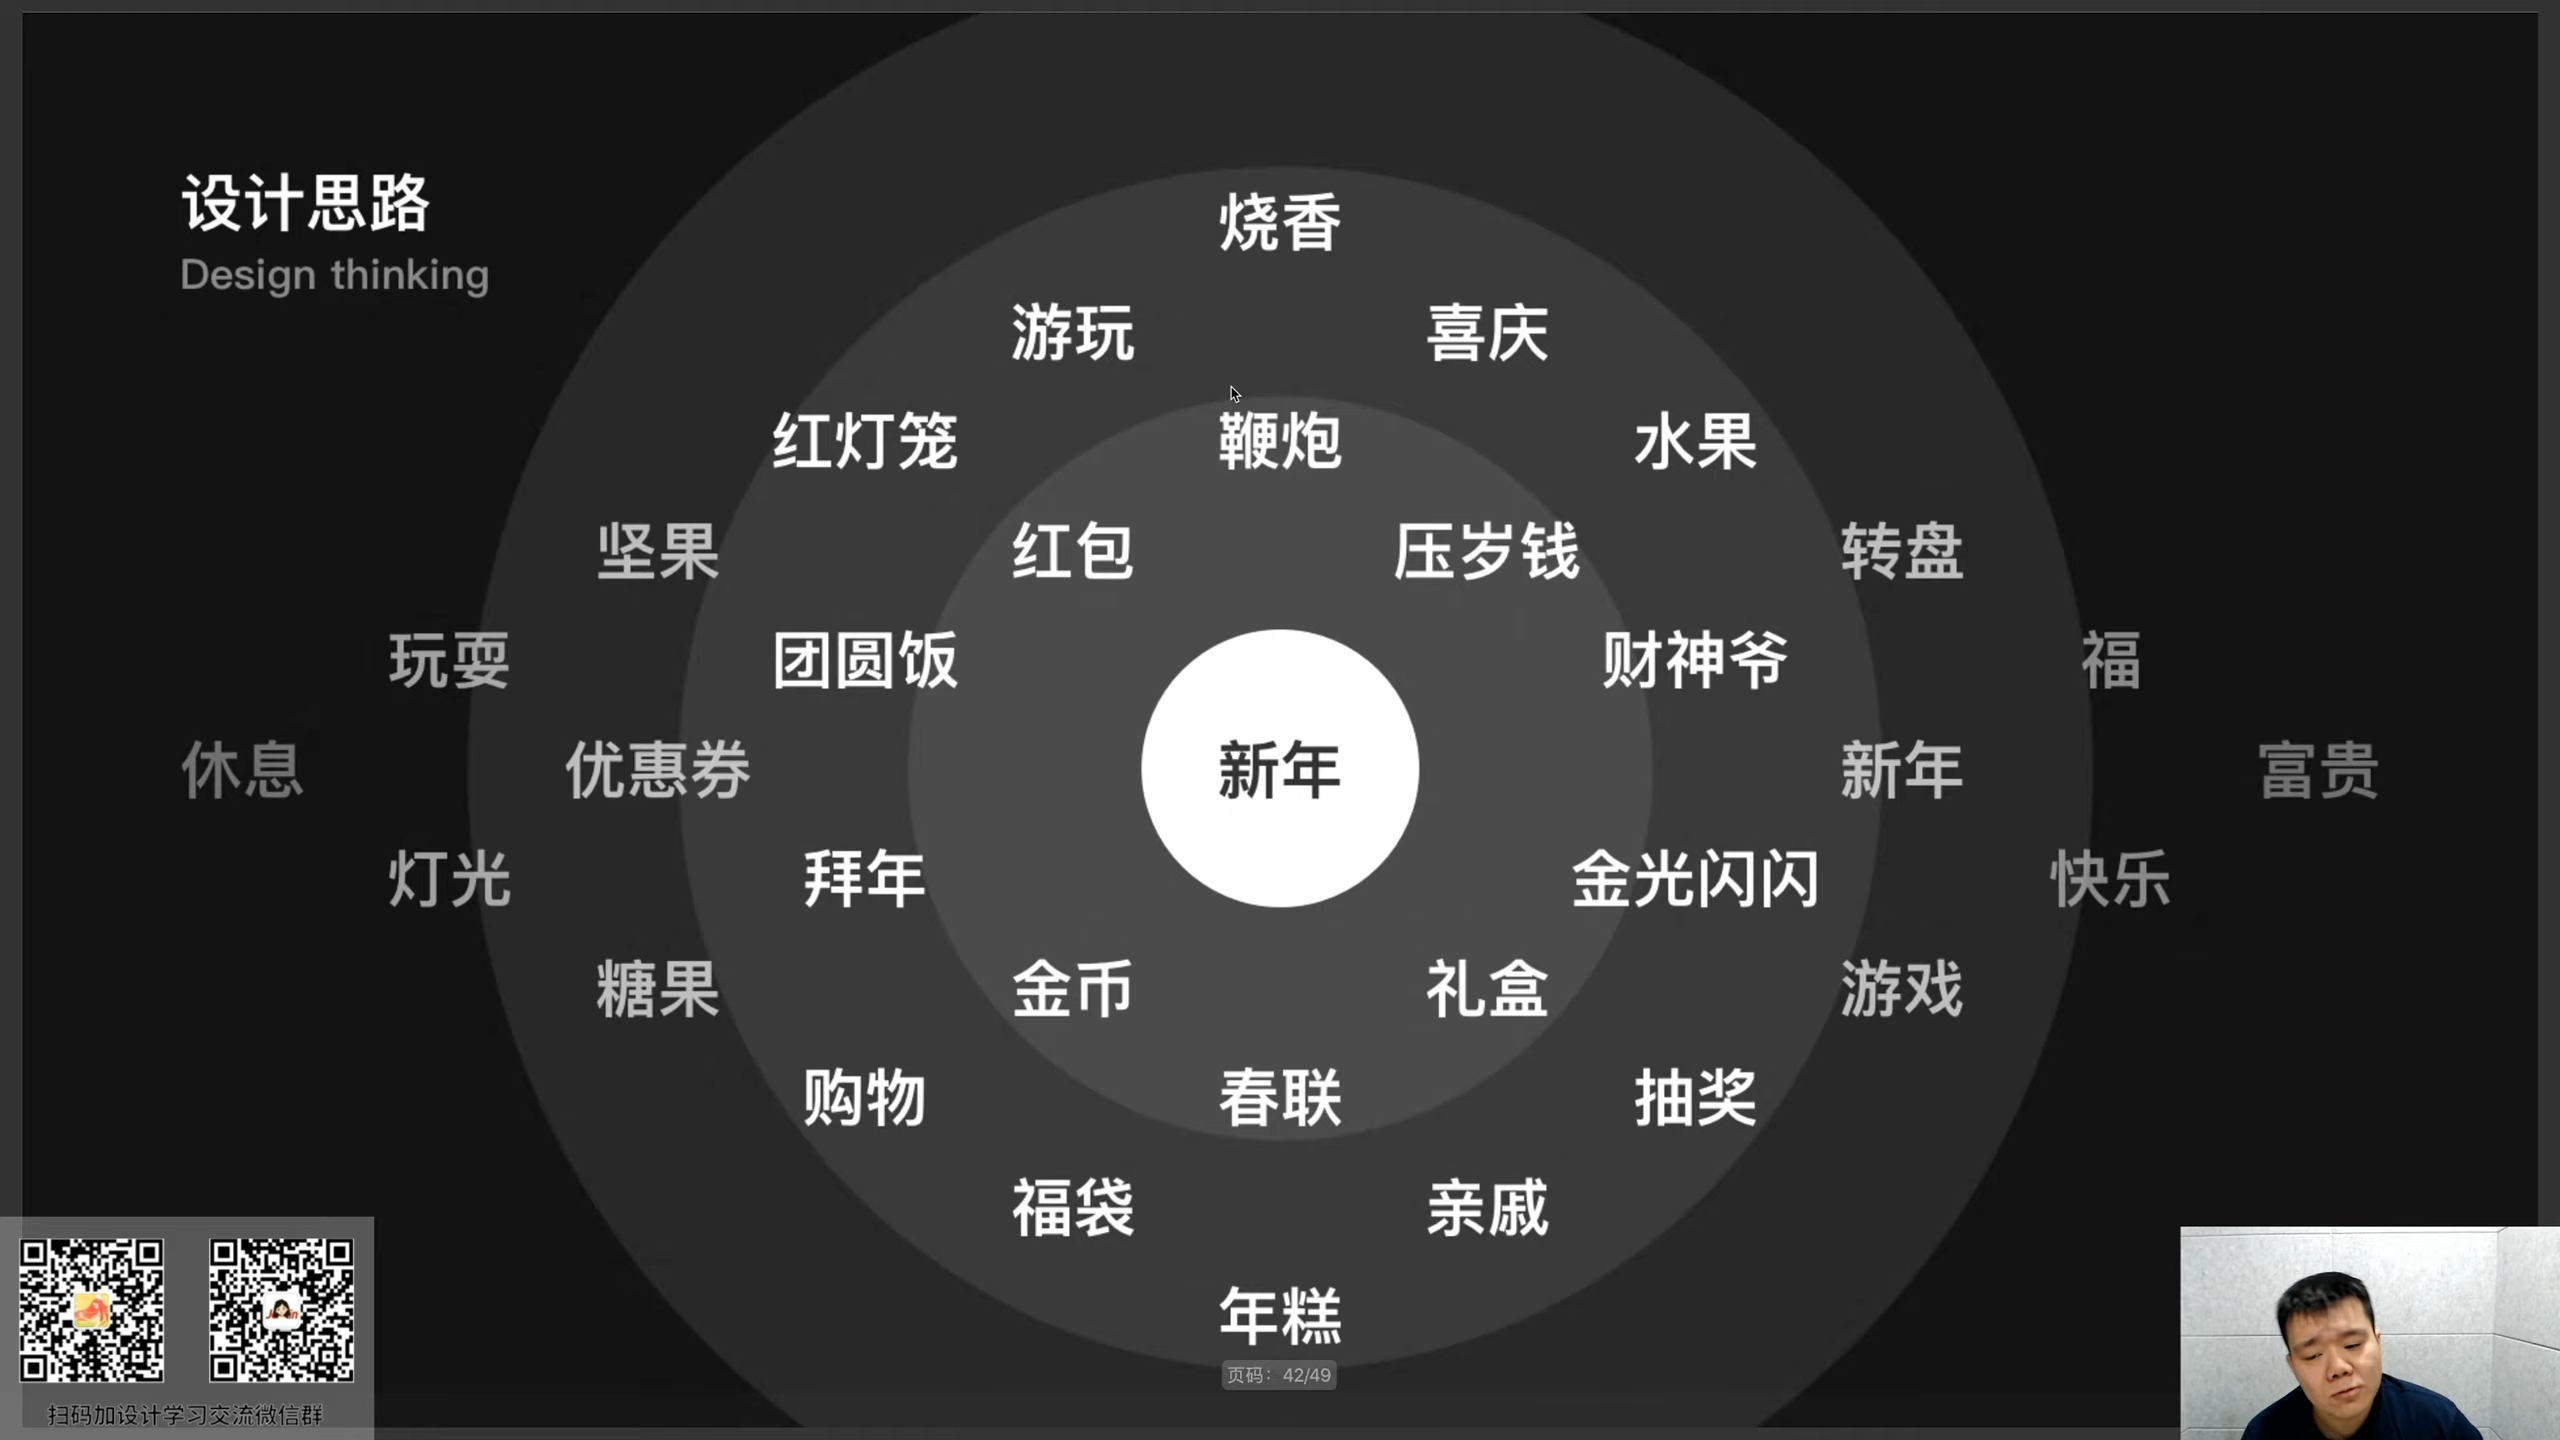 设计思路
Design thinking
烧香
游玩 喜庆
红灯笼 鞭炮 水果
坚果 红包 压岁钱 转盘
玩耍 团圆饭 财神爷 福
休息 优惠券 新年 新年 富贵
灯光 拜年 金光闪闪 快乐
糖果 金币 礼盒 游戏
购物 春联 抽奖
福袋 亲戚
年糕
页码：42/49
扫码加设计学习交流微信群